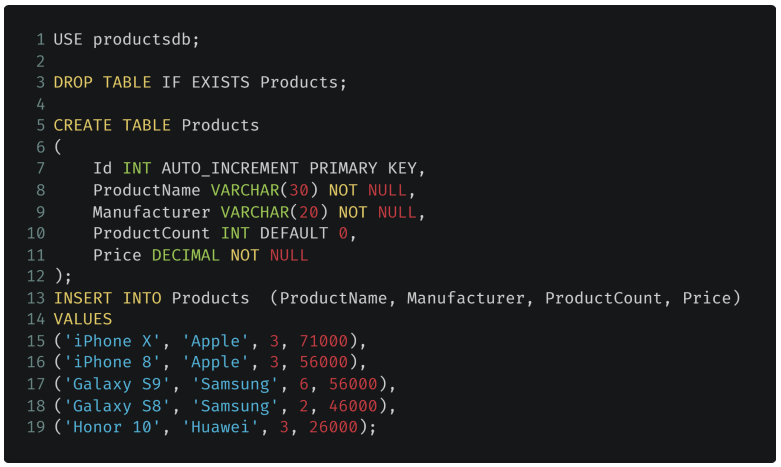 1 USE productsdb;
2
3 DROP TABLE IF EXISTS Products;
4
5 CREATE TABLE Products
6 (
7     Id INT AUTO_INCREMENT PRIMARY KEY,
8     ProductName VARCHAR(30) NOT NULL,
9     Manufacturer VARCHAR(20) NOT NULL,
10     ProductCount INT DEFAULT 0,
11     Price DECIMAL NOT NULL
12 );
13 INSERT INTO Products  (ProductName, Manufacturer, ProductCount, Price)
14 VALUES
15 ('iPhone X', 'Apple', 3, 71000),
16 ('iPhone 8', 'Apple', 3, 56000),
17 ('Galaxy S9', 'Samsung', 6, 56000),
18 ('Galaxy S8', 'Samsung', 2, 46000),
19 ('Honor 10', 'Huawei', 3, 26000);